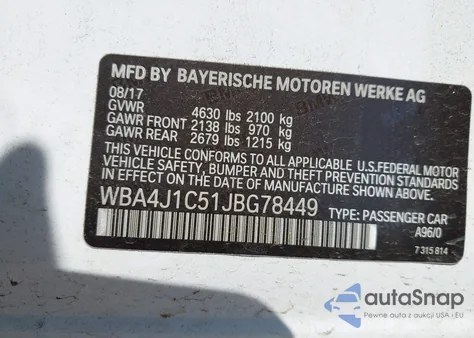 MFD BY BAYERISCHE MOTOREN WERKE AG
08/17
GVWR 4630 lbs 2100 kg
GAWR FRONT 2138 lbs 970 kg
GAWR REAR 2679 lbs 1215 kg
THIS VEHICLE CONFORMS TO ALL APPLICABLE U.S.FEDERAL MOTOR
VEHICLE SAFETY, BUMPER, AND THEFT PREVENTION STANDARDS
IN EFFECT ON THE DATE OF MANUFACTURE SHOWN ABOVE.
WBA4J1C51JBG78449 TYPE: PASSENGER CAR
A96/0
7 315 814
autoSnap
Pewne auta z aukcji USA i EU